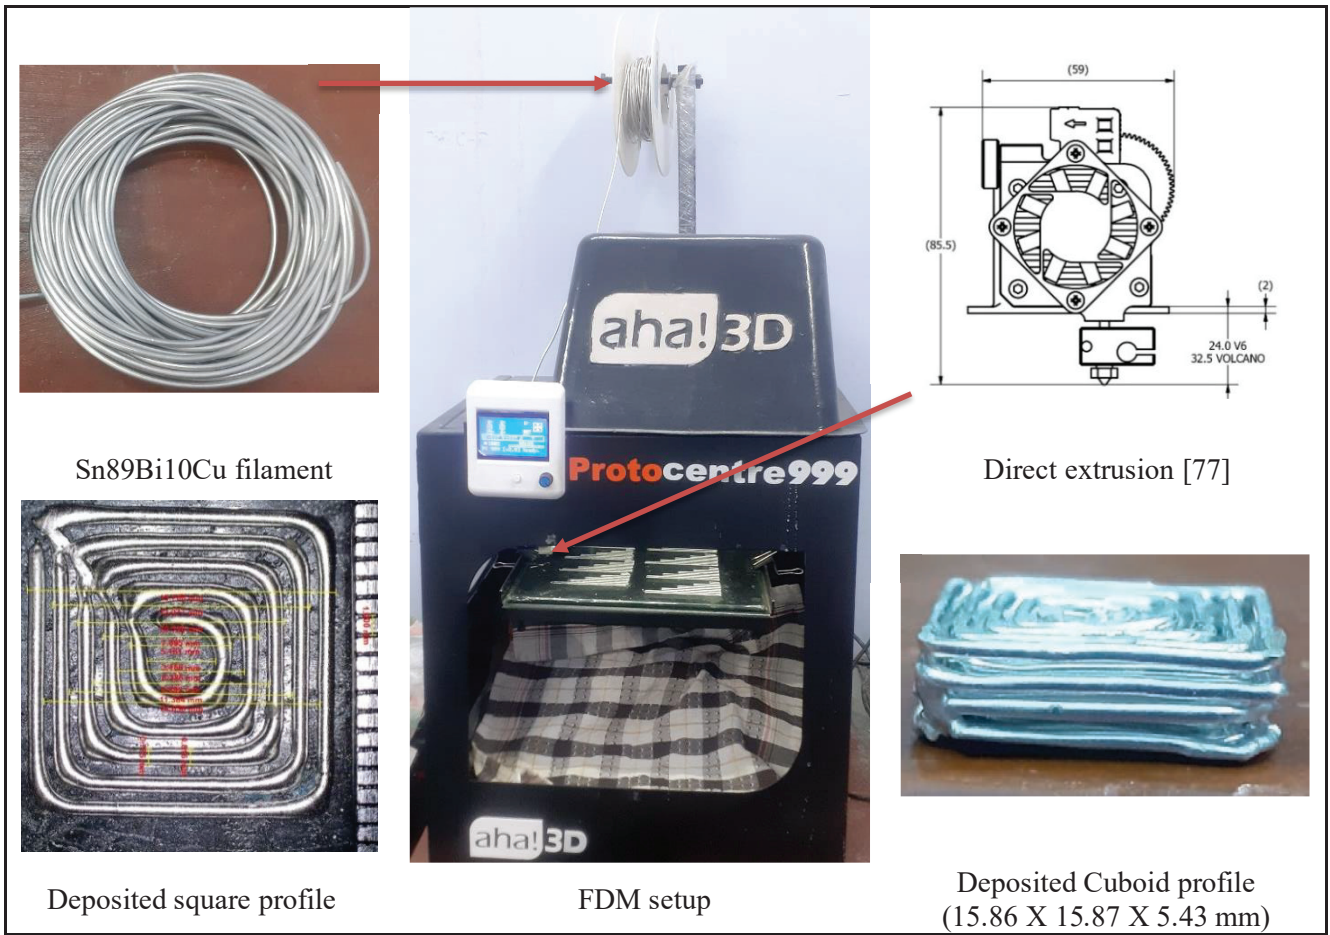 (59)
(85.5)
(2)
24.0 V6
32.5 VOLCANO
aha! 3D
Protocentre999
aha! 3D
Sn89Bi10Cu filament
Direct extrusion [77]
Deposited square profile
FDM setup
Deposited Cuboid profile
(15.86 X 15.87 X 5.43 mm)